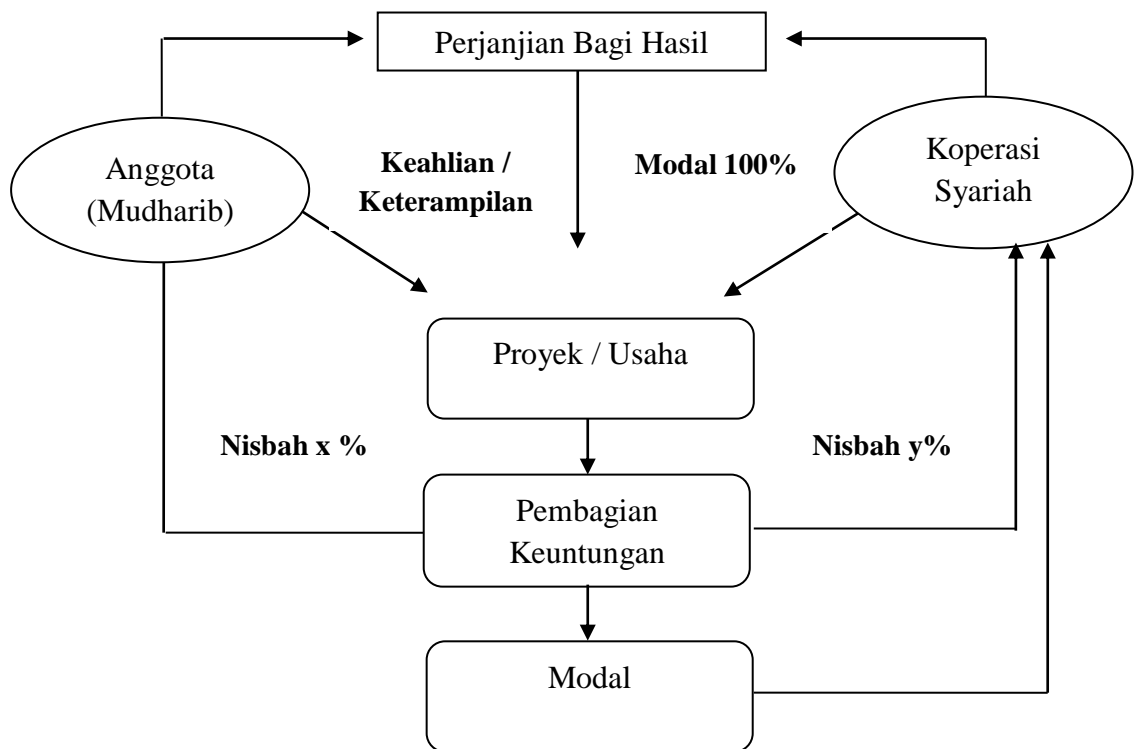 Perjanjian Bagi Hasil
Anggota
(Mudharib)
Keahlian /
Keterampilan
Modal 100%
Koperasi
Syariah
Proyek / Usaha
Nisbah x %
Nisbah y%
Pembagian
Keuntungan
Modal